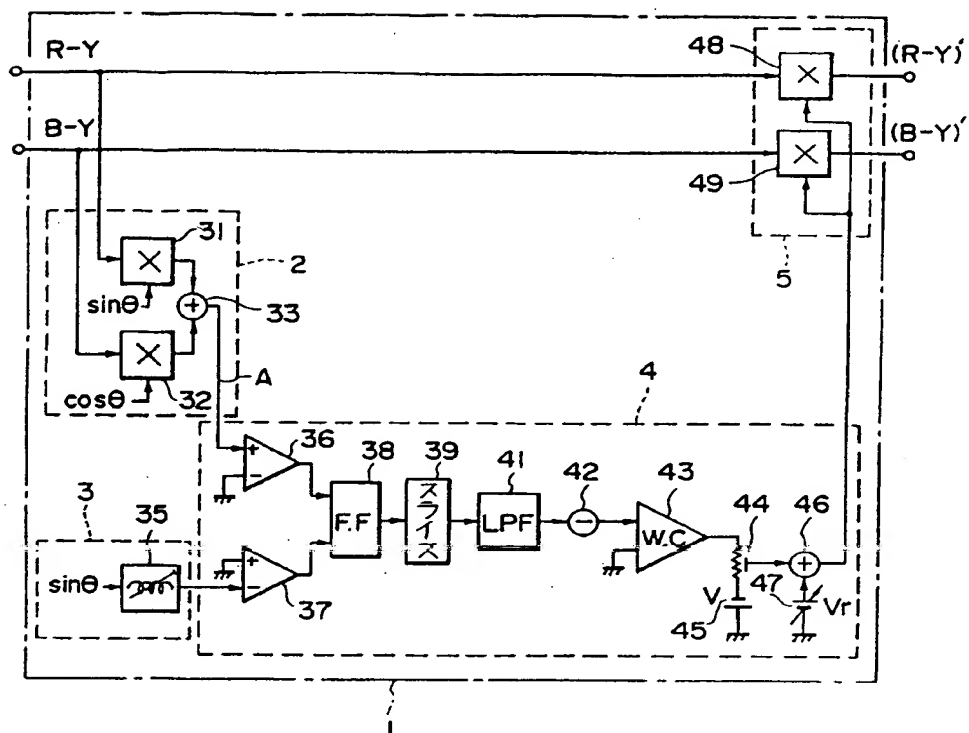 R-Y
48
(R-Y)'
×
B-Y
(B-Y)'
×
49
5
31
×
2
sinθ
+
33
×
cosθ
32
A
4
+
-
36
38
39
41
42
43
44
46
F.F
スライス
LPF
-
W.C
+
3
35
sinθ
+
-
37
V
45
47
Vr
1